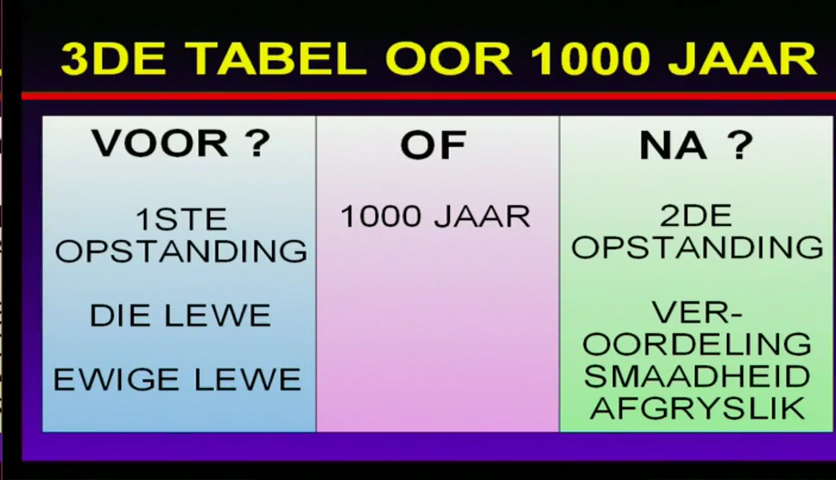 3DE TABEL OOR 1000 JAAR
VOOR ?
1STE
OPSTANDING
DIE LEWE
EWIGE LEWE
OF
1000 JAAR
NA ?
2DE
OPSTANDING
VER-
OORDELING
SMAADHEID
AFGRYSLIK